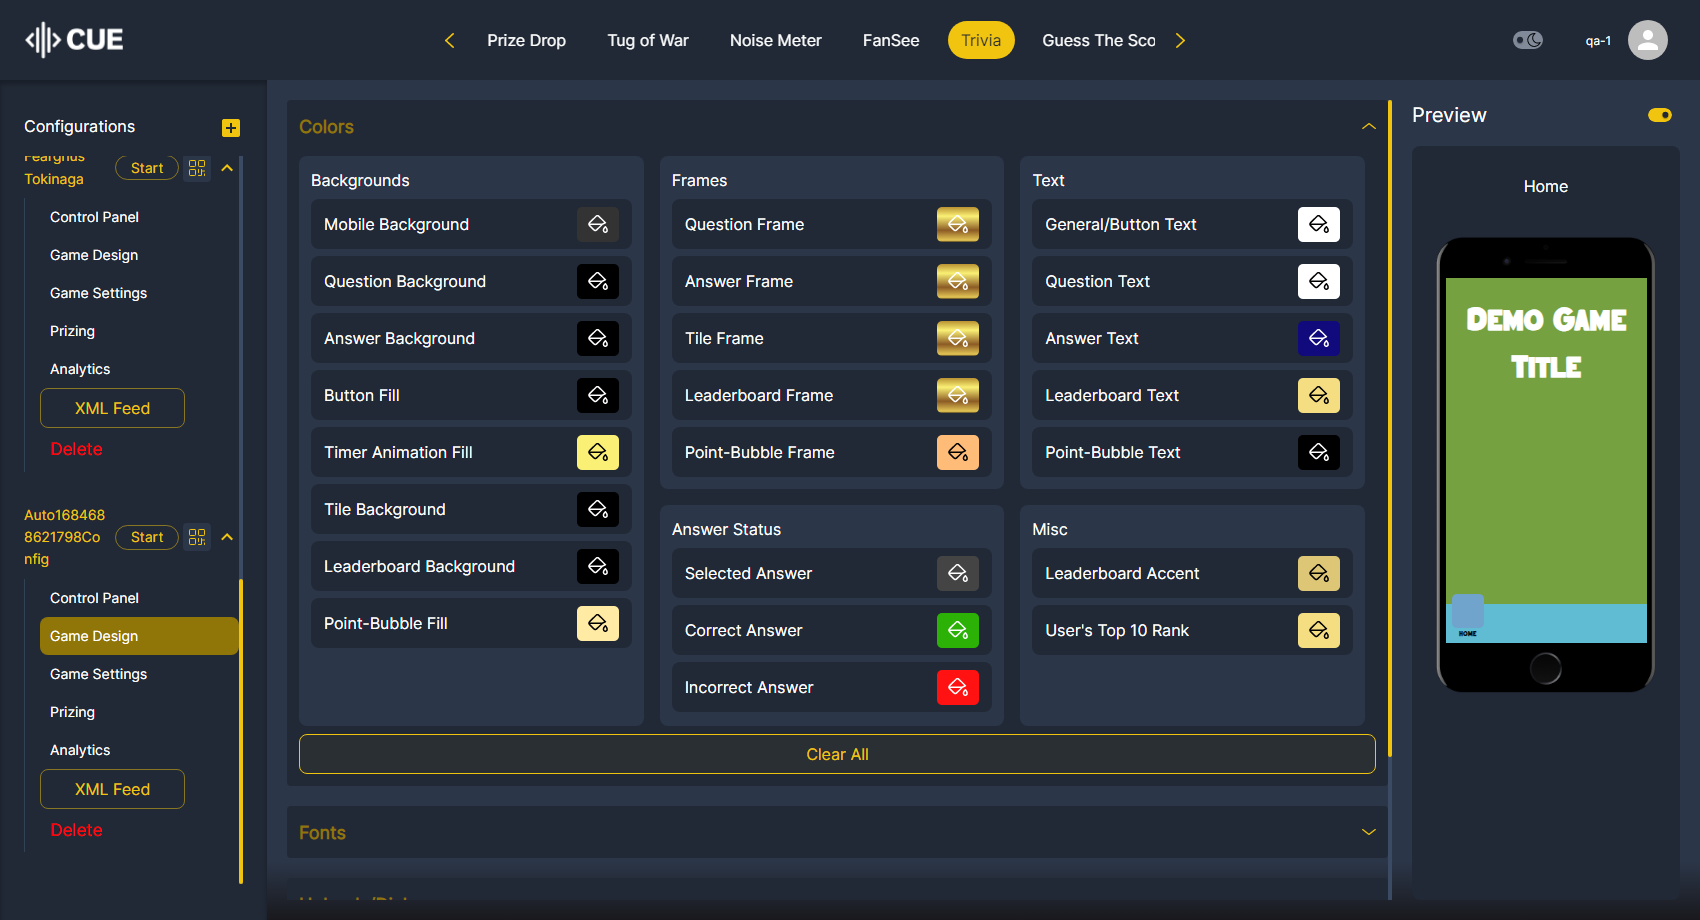 CUE
Prize Drop
Tug of War
Noise Meter
FanSee
Trivia
Guess The Sco
qa-1
Configurations
Fearghus
Tokinaga
Start
Control Panel
Game Design
Game Settings
Prizing
Analytics
XML Feed
Delete
Auto168468
8621798Co
nfig
Start
Control Panel
Game Design
Game Settings
Prizing
Analytics
XML Feed
Delete
Colors
Backgrounds
Mobile Background
Question Background
Answer Background
Button Fill
Timer Animation Fill
Tile Background
Leaderboard Background
Point-Bubble Fill
Frames
Question Frame
Answer Frame
Tile Frame
Leaderboard Frame
Point-Bubble Frame
Text
General/Button Text
Question Text
Answer Text
Leaderboard Text
Point-Bubble Text
Answer Status
Selected Answer
Correct Answer
Incorrect Answer
Misc
Leaderboard Accent
User's Top 10 Rank
Clear All
Fonts
Preview
Home
Demo Game
Title
HOME